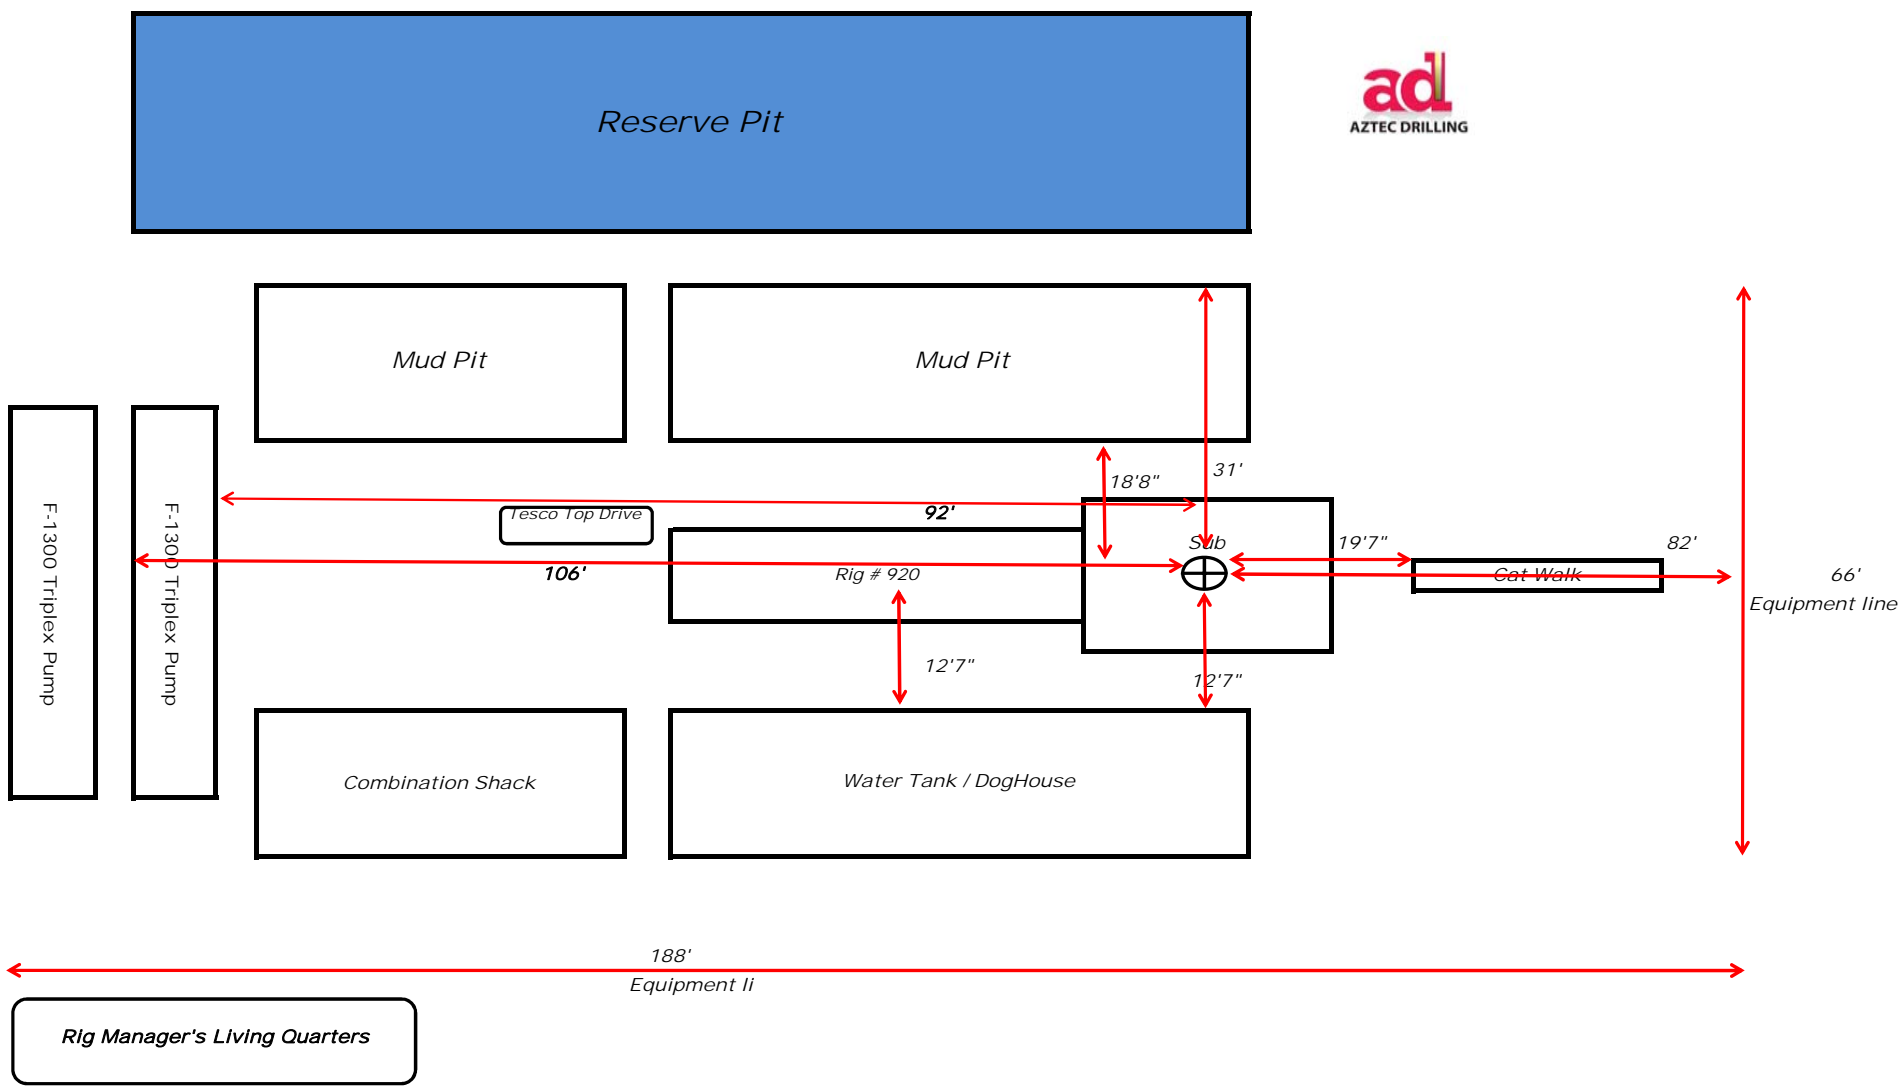 Reserve Pit
ad
AZTEC DRILLING
Mud Pit
Mud Pit
F-1300 Triplex Pump
F-1300 Triplex Pump
31'
18'8"
Tesco Top Drive
92'
Sub
19'7"
82'
106'
Rig # 920
Cat Walk
66'
Equipment line
12'7"
12'7"
Combination Shack
Water Tank / DogHouse
188'
Equipment li
Rig Manager's Living Quarters